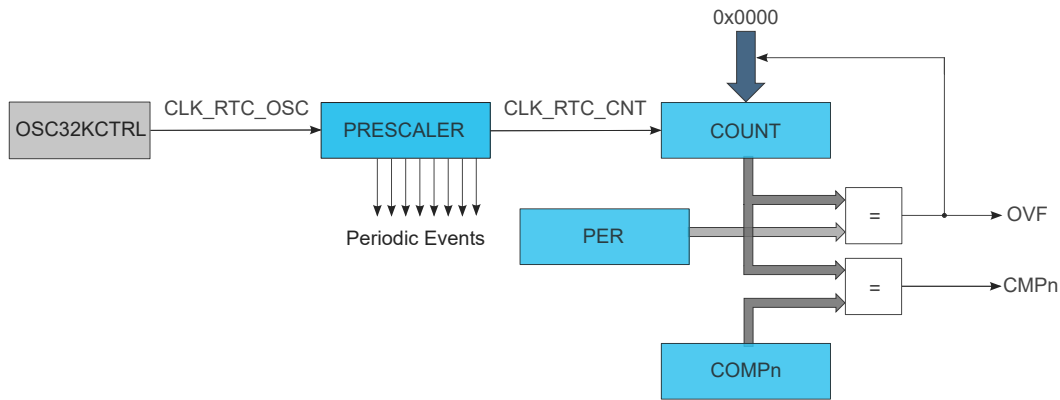 0x0000
OSC32KCTRL
CLK_RTC_OSC
PRESCALER
CLK_RTC_CNT
COUNT
Periodic Events
PER
=
OVF
=
CMPn
COMPn